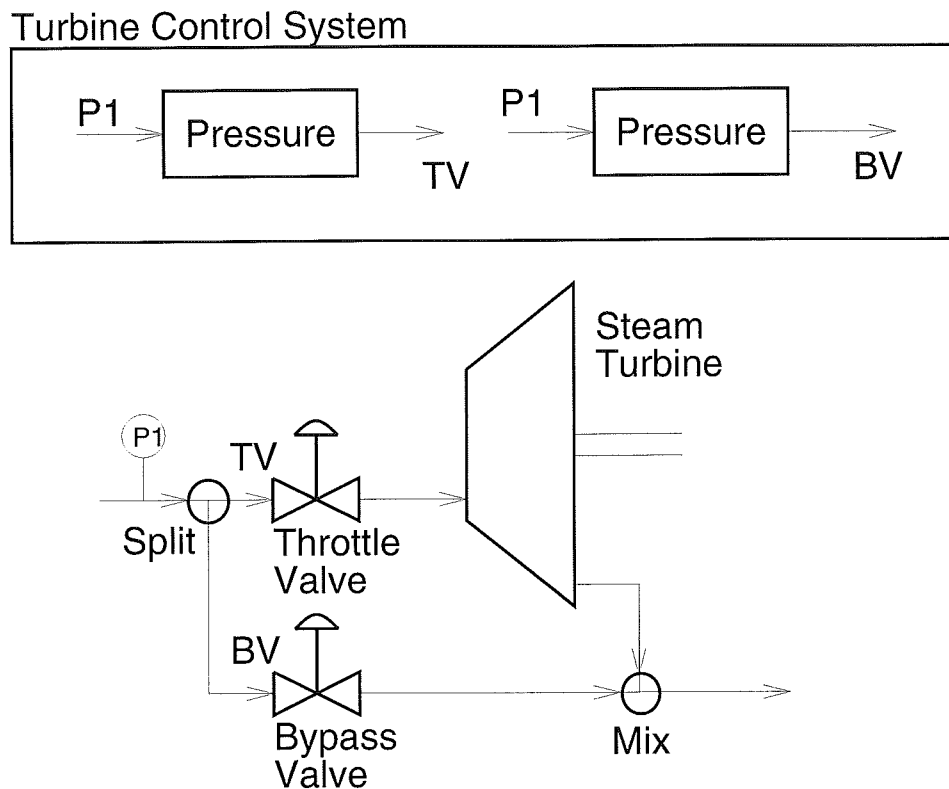 Turbine Control System
P1
Pressure
TV
P1
Pressure
BV
Steam
Turbine
P1
TV
Split
Throttle
Valve
BV
Bypass
Valve
Mix